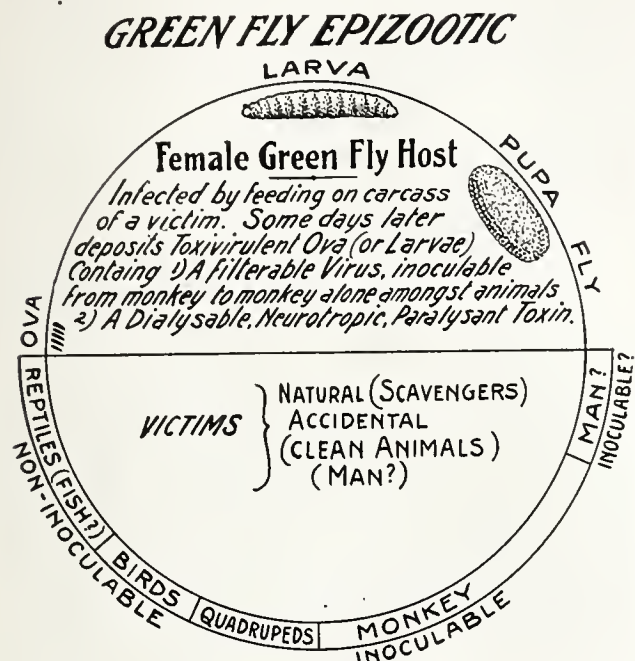 GREEN FLY EPIZOOTIC
LARVA
PUPA
FLY
OVA
Female Green Fly Host
Infected by feeding on carcass
of a victim. Some days later
deposits Toxivirulent Ova (or Larvae)
Containg 1) A filterable Virus, inoculable
from monkey to monkey alone amongst animals
2) A Dialysable, Neurotropic, Paralysant Toxin.
VICTIMS
NATURAL (SCAVENGERS)
ACCIDENTAL
(CLEAN ANIMALS)
(MAN?)
REPTILES (FISH?)
BIRDS
QUADRUPEDS
MONKEY
MAN?
NON-INOCULABLE
INOCULABLE
INOCULABLE?